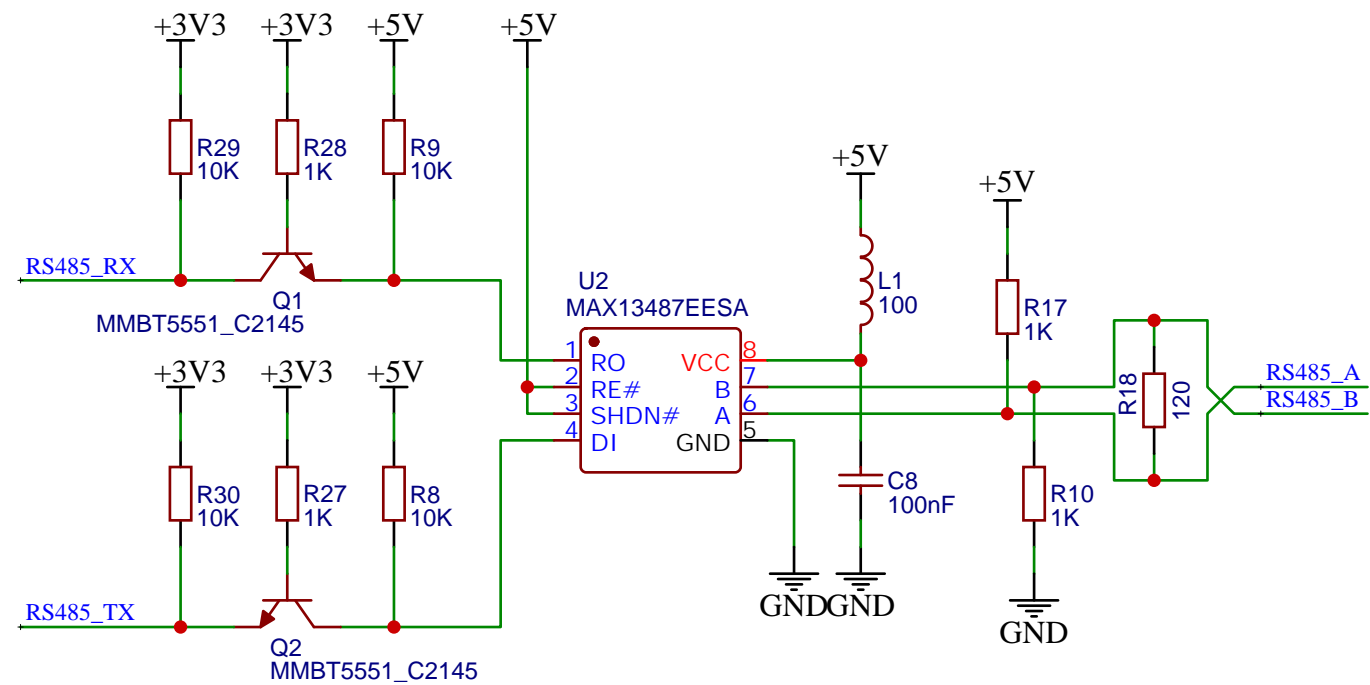 +3V3 +3V3 +5V +5V
R29 10K
R28 1K
R9 10K
RS485_RX
Q1
MMBT5551_C2145
+5V
L1
100
+5V
R17
1K
U2
MAX13487EESA
1 RO VCC 8
2 RE# B 7
3 SHDN# A 6
4 DI GND 5
R18 120
RS485_A
RS485_B
+3V3 +3V3 +5V
R30 10K
R27 1K
R8 10K
C8
100nF
R10
1K
GND GND
GND
RS485_TX
Q2
MMBT5551_C2145